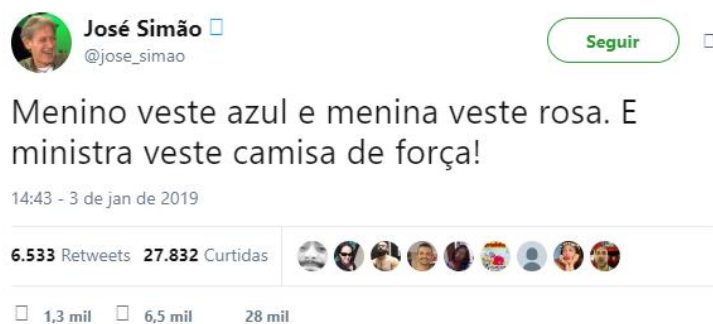 José Simão
@jose_simao
Seguir
Menino veste azul e menina veste rosa. E
ministra veste camisa de força!
14:43 - 3 de jan de 2019
6.533 Retweets 27.832 Curtidas
1,3 mil 6,5 mil 28 mil